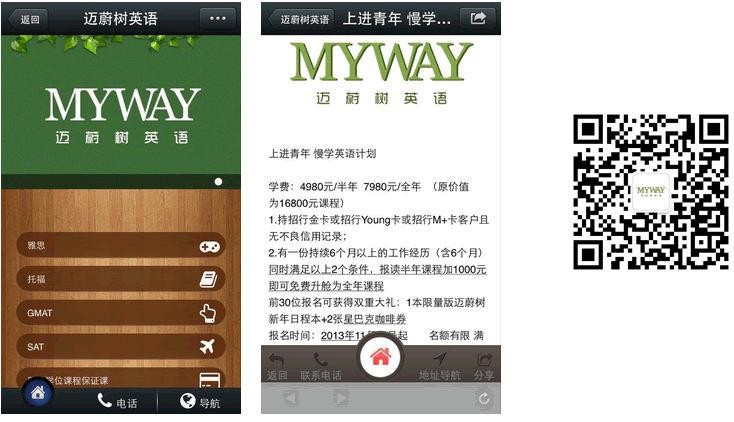 返回
迈蔚树英语
MYWAY
迈蔚树英语
雅思
托福
GMAT
SAT
学位课程保证课
电话
导航
迈蔚树英语
上进青年 慢学...
MYWAY
迈蔚树英语
上进青年 慢学英语计划
学费：4980元/半年 7980元/全年 （原价值
为16800元课程）
1.持招行金卡或招行Young卡或招行M+卡客户且
无不良信用记录；
2.有一份持续6个月以上的工作经历（含6个月）
同时满足以上2个条件，报读半年课程加1000元
即可免费升舱为全年课程
前30位报名可获得双重大礼：1本限量版迈蔚树
新年日程本+2张星巴克咖啡券
报名时间：2013年11 起 名额有限 满
返回
联系电话
地址导航
分享
MYWAY